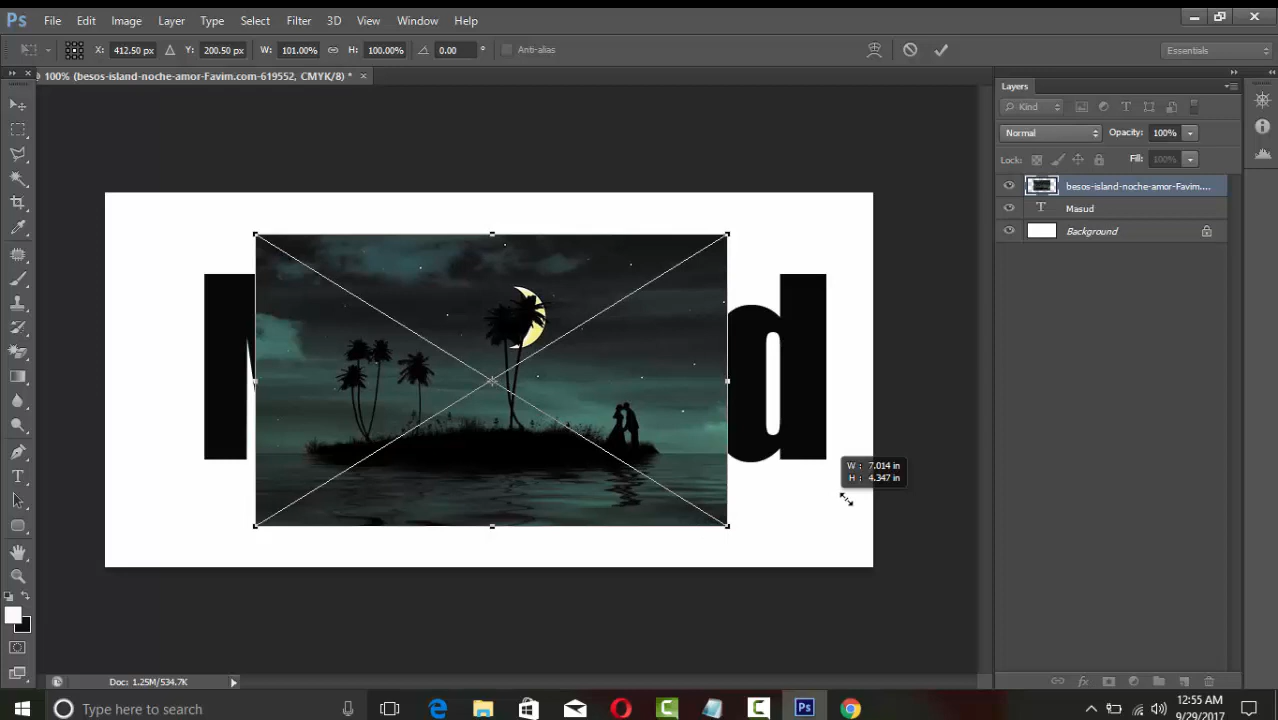 Ps File Edit Image Layer Type Select Filter 3D View Window Help
X: 412.50 px Y: 200.50 px W: 101.00% H: 100.00% 0.00 ° Anti-alias Essentials
100% (besos-island-noche-amor-Favim.com-619552, CMYK/8) * ×
Layers
Kind
Normal Opacity: 100%
Lock: Fill: 100%
besos-island-noche-amor-Favim....
T Masud
Background
d
W : 7.014 in
H : 4.347 in
Doc: 1.25M/534.7K
Type here to search
12:55 AM
9/29/2017